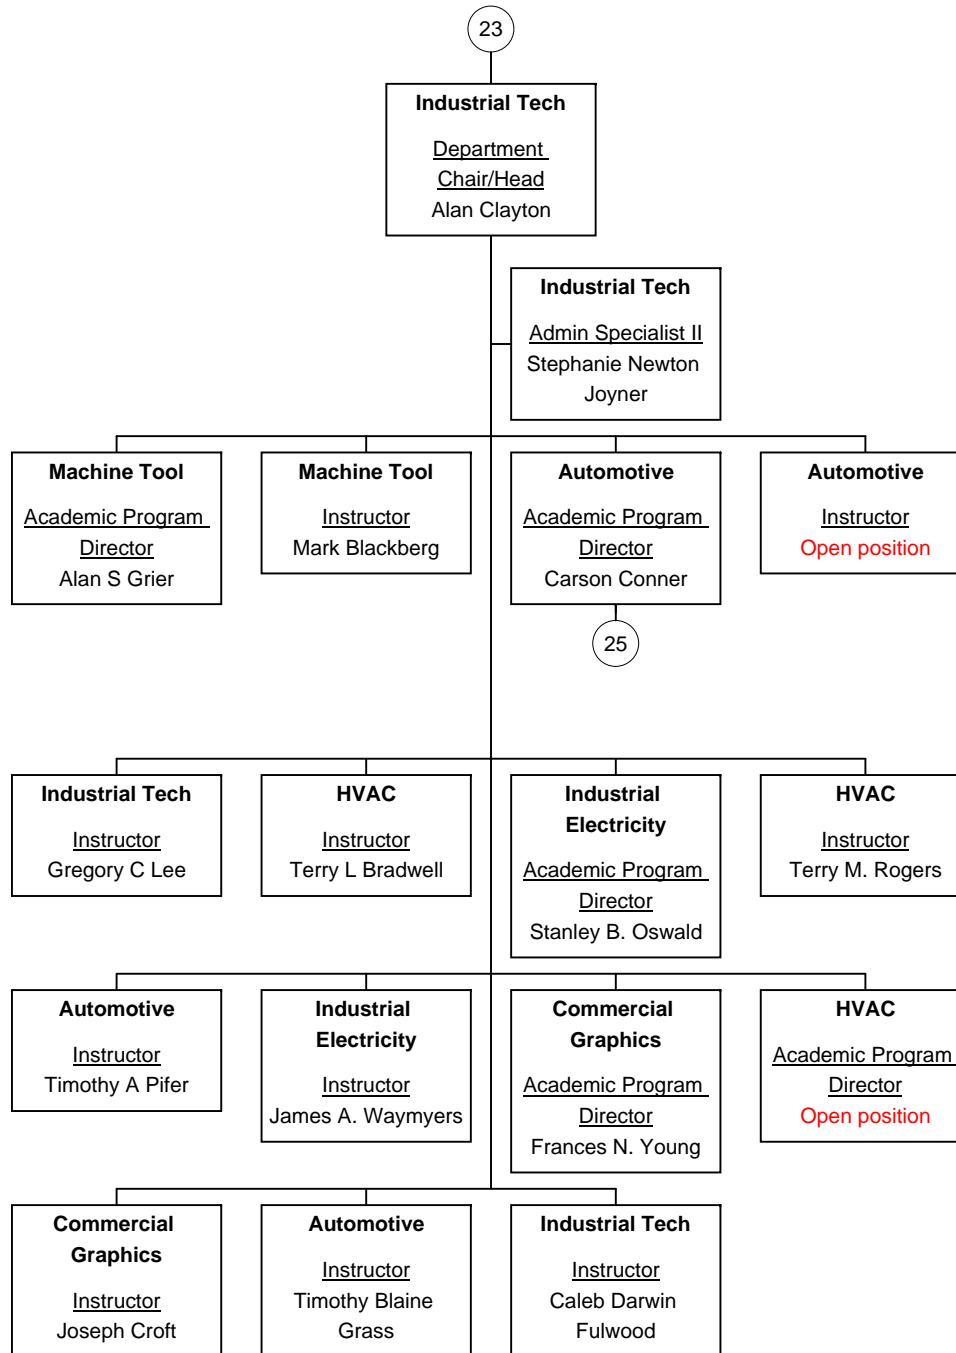 23
Industrial Tech
Department
Chair/Head
Alan Clayton
Industrial Tech
Admin Specialist II
Stephanie Newton
Joyner
Machine Tool
Academic Program
Director
Alan S Grier
Machine Tool
Instructor
Mark Blackberg
Automotive
Academic Program
Director
Carson Conner
Automotive
Instructor
Open position
25
Industrial Tech
Instructor
Gregory C Lee
HVAC
Instructor
Terry L Bradwell
Industrial
Electricity
Academic Program
Director
Stanley B. Oswald
HVAC
Instructor
Terry M. Rogers
Automotive
Instructor
Timothy A Pifer
Industrial
Electricity
Instructor
James A. Waymyers
Commercial
Graphics
Academic Program
Director
Frances N. Young
HVAC
Academic Program
Director
Open position
Commercial
Graphics
Instructor
Joseph Croft
Automotive
Instructor
Timothy Blaine
Grass
Industrial Tech
Instructor
Caleb Darwin
Fulwood